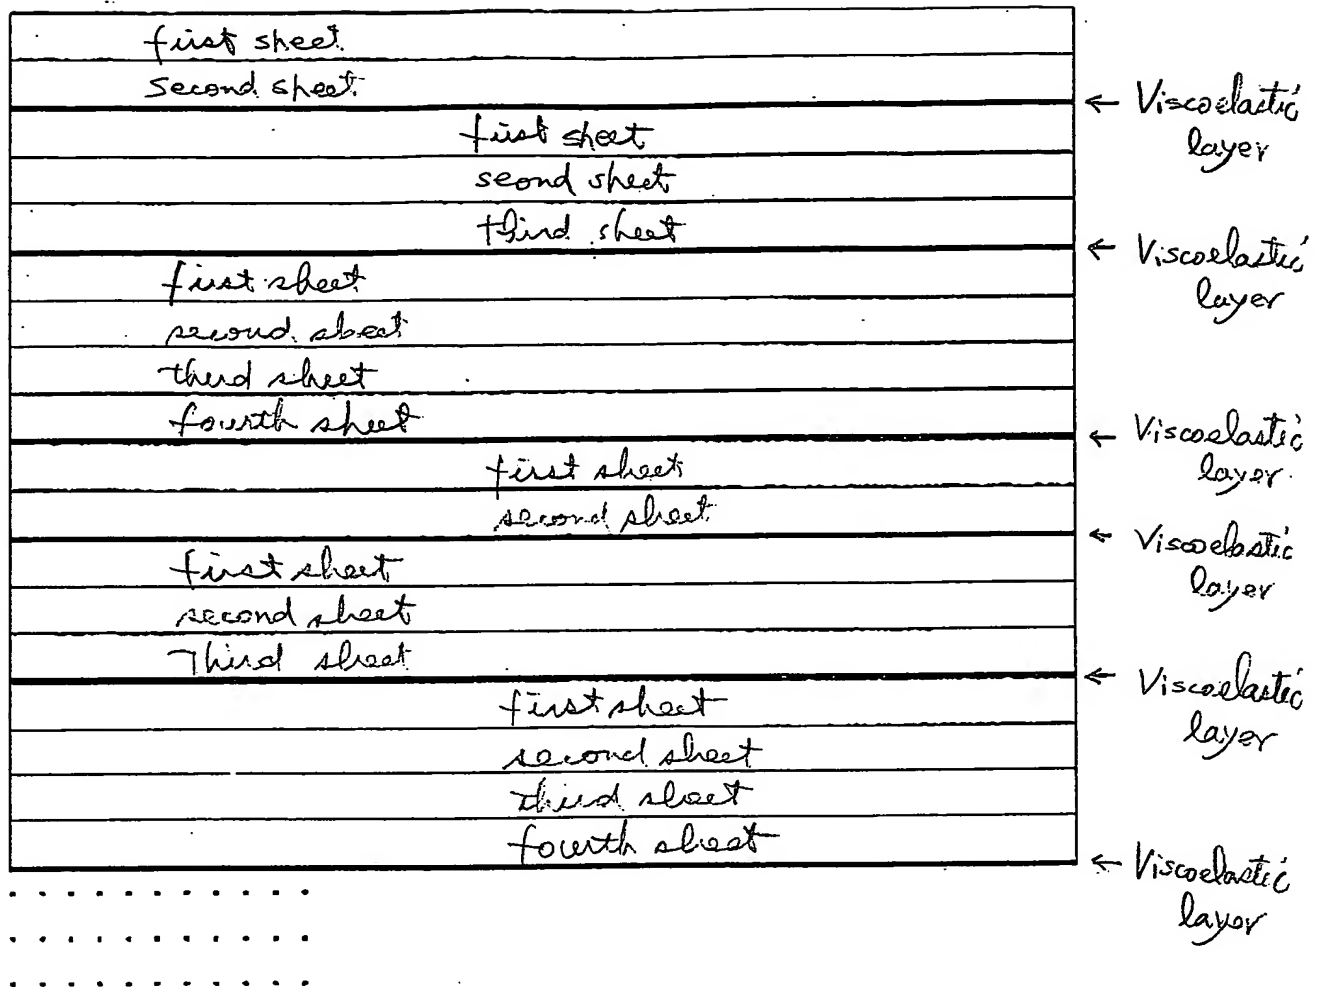 first sheet
second sheet
← Viscoelastic
layer
first sheet
seond sheet
third sheet
← Viscoelastic
layer
first sheet
second sheet
third sheet
fourth sheet
← Viscoelastic
layer
first sheet
second sheet
← Viscoelastic
layer
first sheet
second sheet
Third sheet
← Viscoelastic
layer
first sheet
second sheet
third sheet
fourth sheet
← Viscoelastic
layer